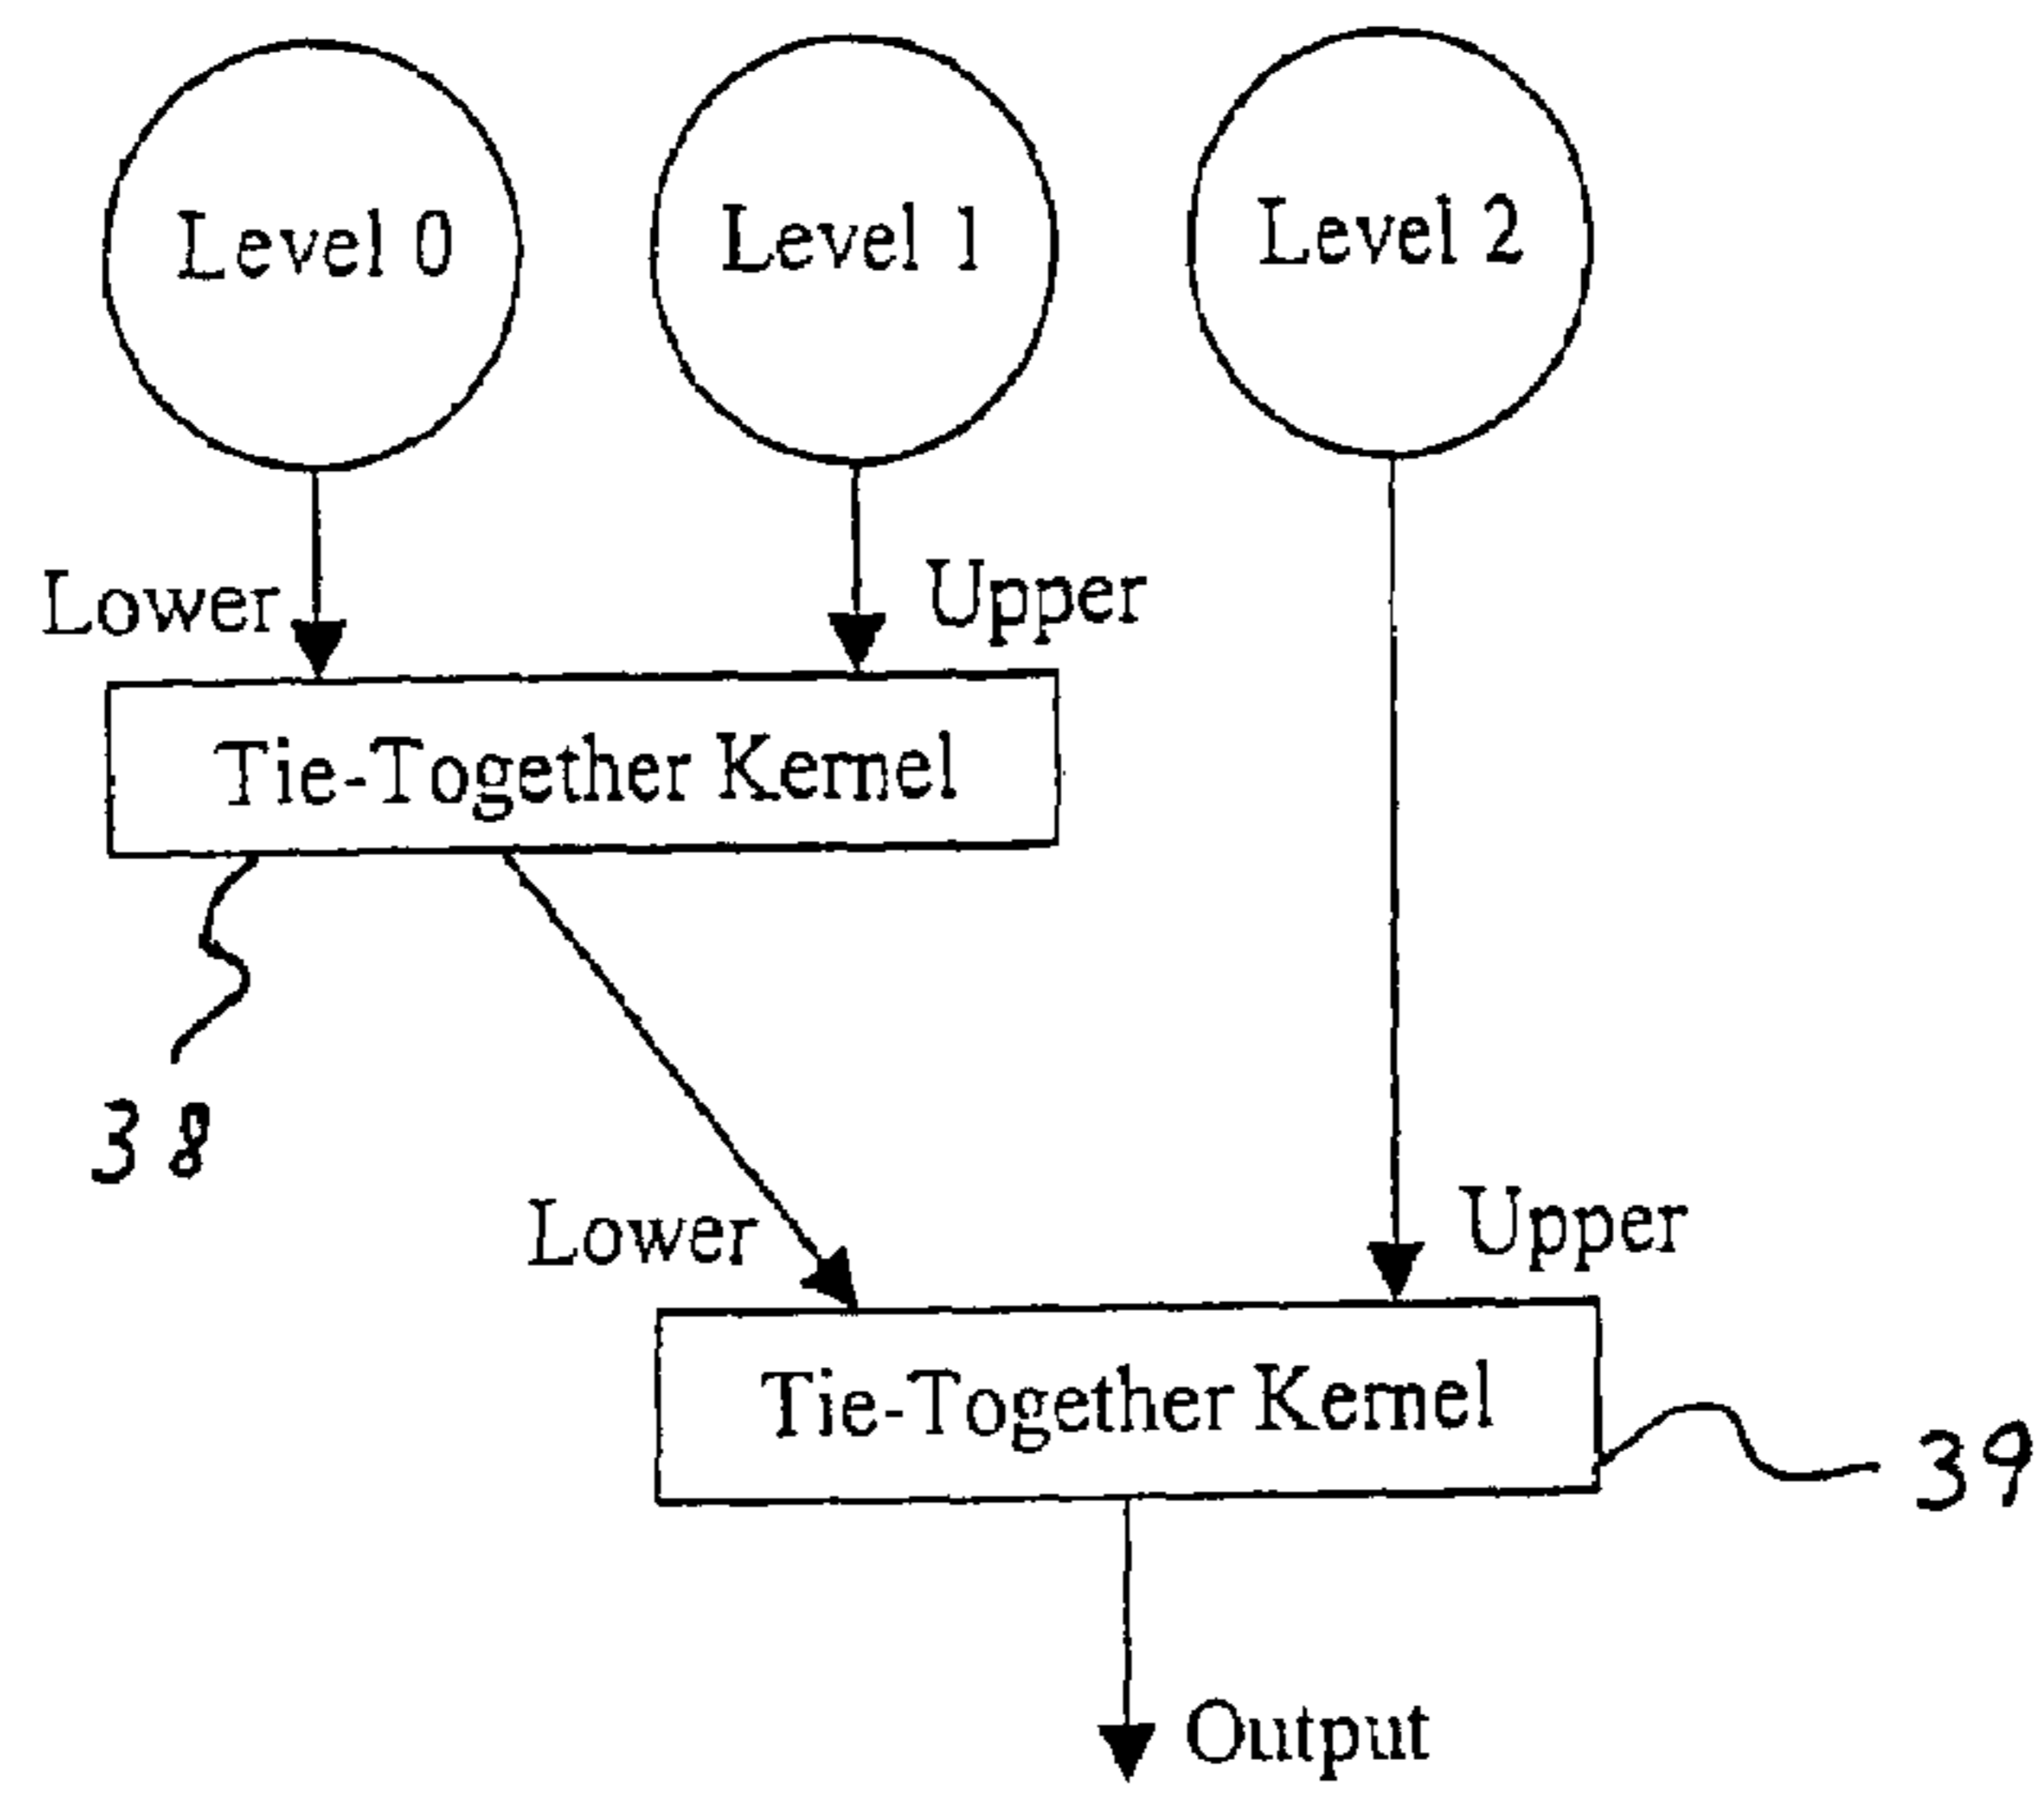 Level 0
Level 1
Level 2
Lower
Upper
Tie-Together Kernel
38
Lower
Upper
Tie-Together Kernel
39
Output